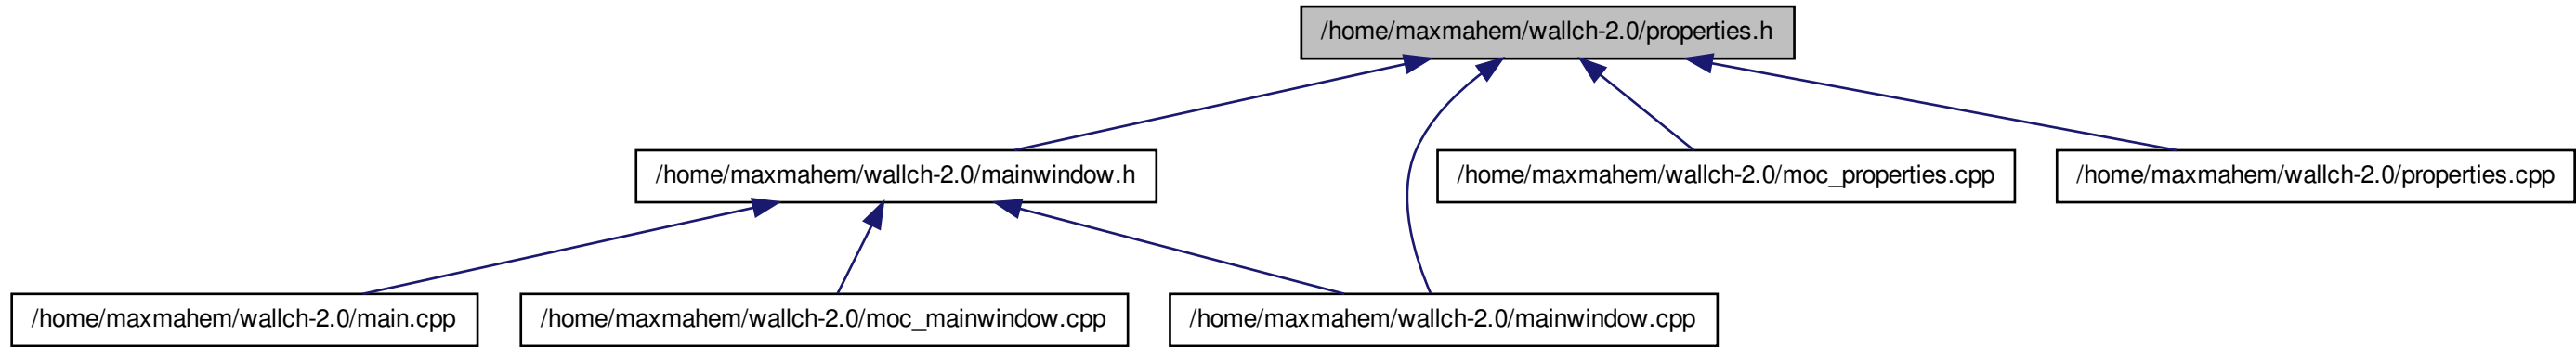 /home/maxmahem/wallch-2.0/properties.h
/home/maxmahem/wallch-2.0/mainwindow.h
/home/maxmahem/wallch-2.0/moc_properties.cpp
/home/maxmahem/wallch-2.0/properties.cpp
/home/maxmahem/wallch-2.0/main.cpp
/home/maxmahem/wallch-2.0/moc_mainwindow.cpp
/home/maxmahem/wallch-2.0/mainwindow.cpp